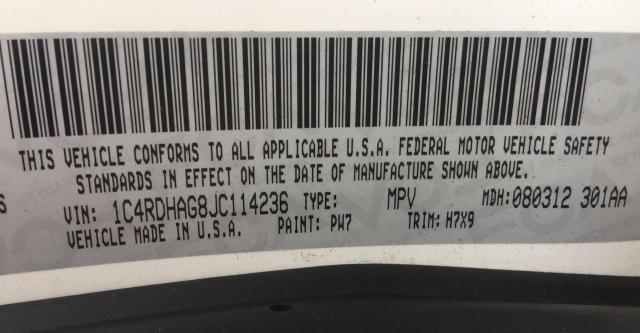 THIS VEHICLE CONFORMS TO ALL APPLICABLE U.S.A. FEDERAL MOTOR VEHICLE SAFETY
STANDARDS IN EFFECT ON THE DATE OF MANUFACTURE SHOWN ABOVE.
VIN: 1C4RDHAG8JC114236 TYPE: MPV MDH:080312 301AA
VEHICLE MADE IN U.S.A. PAINT: PW7 TRIM: H7X9